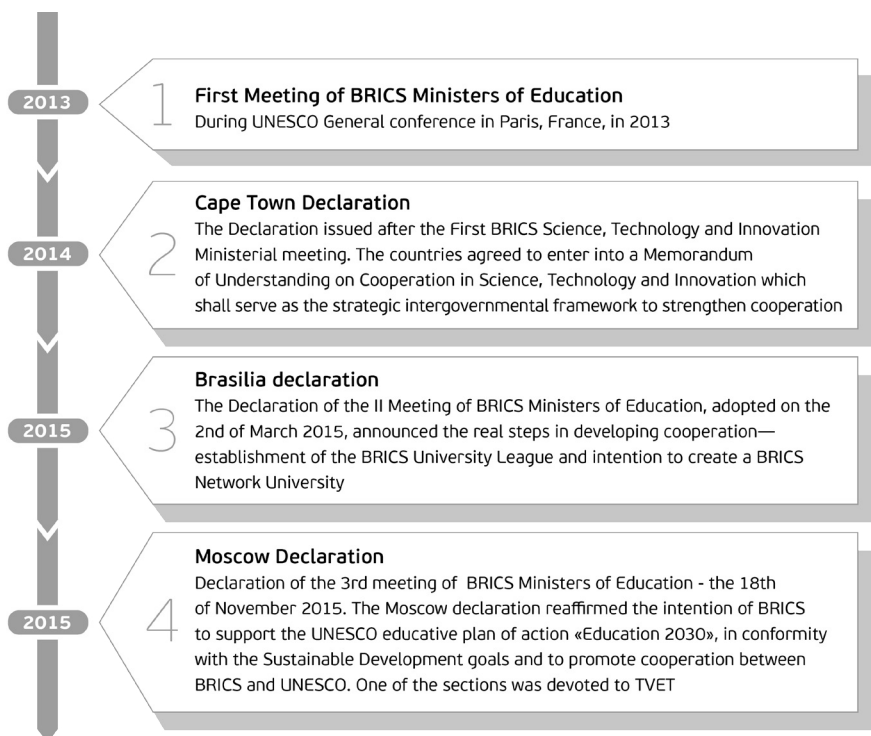 2013
1
First Meeting of BRICS Ministers of Education
During UNESCO General conference in Paris, France, in 2013
2014
2
Cape Town Declaration
The Declaration issued after the First BRICS Science, Technology and Innovation
Ministerial meeting. The countries agreed to enter into a Memorandum
of Understanding on Cooperation in Science, Technology and Innovation which
shall serve as the strategic intergovernmental framework to strengthen cooperation
2015
3
Brasilia declaration
The Declaration of the II Meeting of BRICS Ministers of Education, adopted on the
2nd of March 2015, announced the real steps in developing cooperation—
establishment of the BRICS University League and intention to create a BRICS
Network University
2015
4
Moscow Declaration
Declaration of the 3rd meeting of BRICS Ministers of Education - the 18th
of November 2015. The Moscow declaration reaffirmed the intention of BRICS
to support the UNESCO educative plan of action «Education 2030», in conformity
with the Sustainable Development goals and to promote cooperation between
BRICS and UNESCO. One of the sections was devoted to TVET